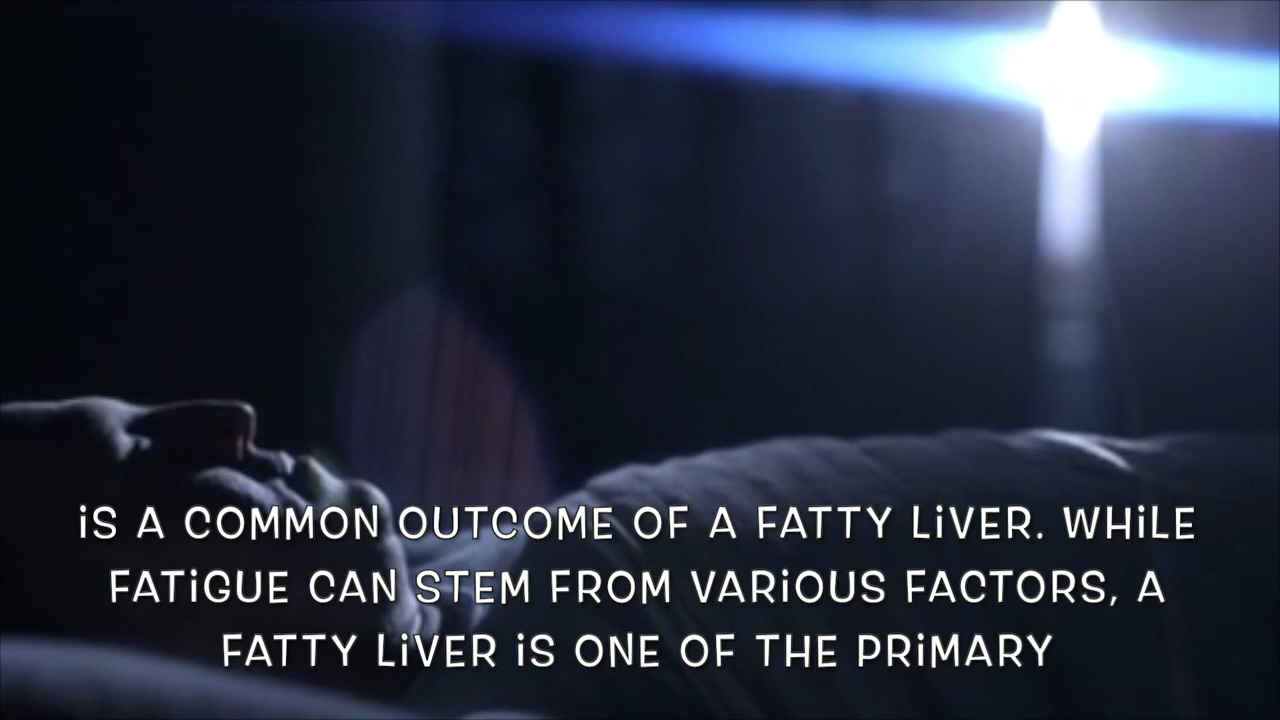 iS A COMMON OUTCOME OF A FATTY LiVER. WHiLE
FATiGUE CAN STEM FROM VARiOUS FACTORS, A
FATTY LiVER iS ONE OF THE PRiMARY